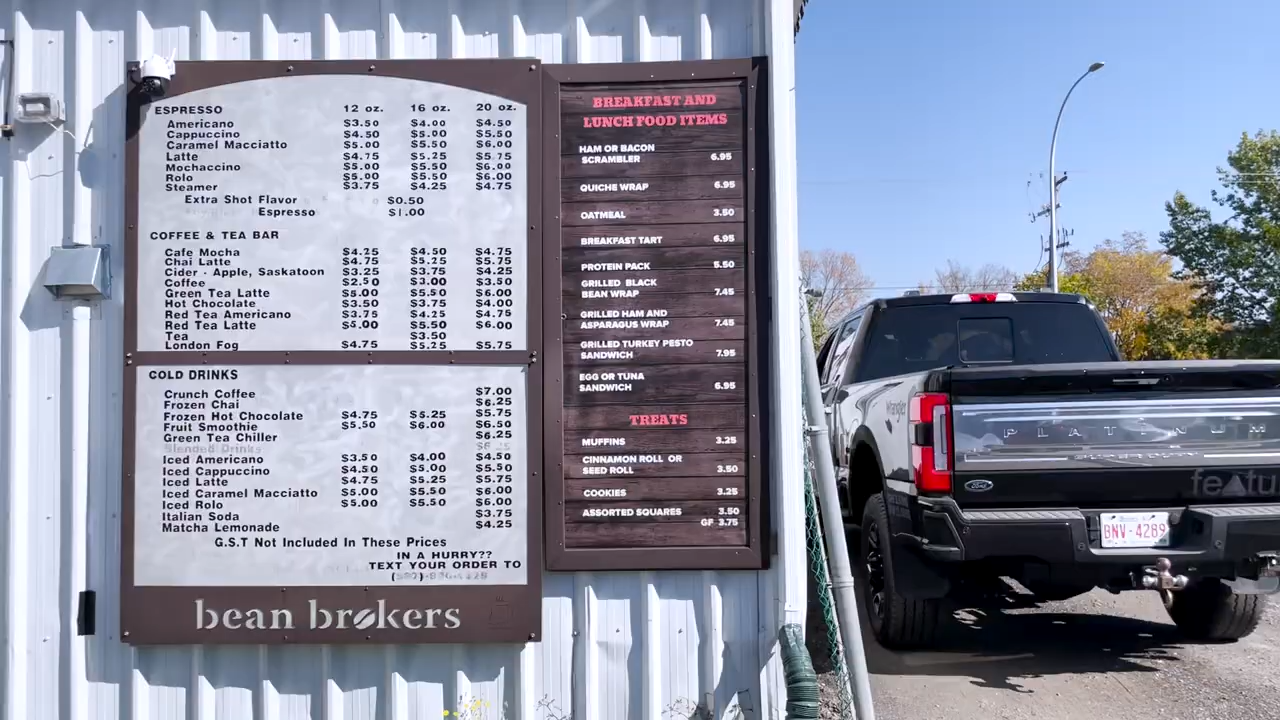 ESPRESSO 12 oz. 16 oz. 20 oz.
Americano $3.50 $4.00 $4.50
Cappuccino $4.50 $5.00 $5.50
Caramel Macciatto $5.00 $5.50 $6.00
Latte $4.75 $5.25 $5.75
Mochaccino $5.00 $5.50 $6.00
Rolo $5.00 $5.50 $6.00
Steamer $3.75 $4.25 $4.75
Extra Shot Flavor $0.50
Espresso $1.00
COFFEE & TEA BAR
Cafe Mocha $4.25 $4.50 $4.75
Chai Latte $4.75 $5.25 $5.75
Cider - Apple, Saskatoon $3.25 $3.75 $4.25
Coffee $2.50 $3.00 $3.50
Green Tea Latte $5.00 $5.50 $6.00
Hot Chocolate $3.50 $3.75 $4.00
Red Tea Americano $3.75 $4.25 $4.75
Red Tea Latte $5.00 $5.50 $6.00
Tea $3.50
London Fog $4.75 $5.25 $5.75
COLD DRINKS
Crunch Coffee $7.00
Frozen Chai $6.25
Frozen Hot Chocolate $4.75 $5.25 $5.75
Fruit Smoothie $5.50 $6.00 $6.50
Green Tea Chiller $6.25
Blended Drinks $6.25
Iced Americano $3.50 $4.00 $4.50
Iced Cappuccino $4.50 $5.00 $5.50
Iced Latte $4.75 $5.25 $5.75
Iced Caramel Macciatto $5.00 $5.50 $6.00
Iced Rolo $5.00 $5.50 $6.00
Italian Soda $3.75
Matcha Lemonade $4.25
G.S.T Not Included In These Prices
IN A HURRY??
TEXT YOUR ORDER TO
bean brokers
BREAKFAST AND
LUNCH FOOD ITEMS
HAM OR BACON
SCRAMBLER 6.95
QUICHE WRAP 6.95
OATMEAL 3.50
BREAKFAST TART 6.95
PROTEIN PACK 5.50
GRILLED BLACK
BEAN WRAP 7.45
GRILLED HAM AND
ASPARAGUS WRAP 7.45
GRILLED TURKEY PESTO
SANDWICH 7.95
EGG OR TUNA
SANDWICH 6.95
TREATS
MUFFINS 3.25
CINNAMON ROLL OR
SEED ROLL 3.50
COOKIES 3.25
ASSORTED SQUARES 3.50
GF 3.75
wrangler
PLATINUM
Ford
featu
BNV-4289